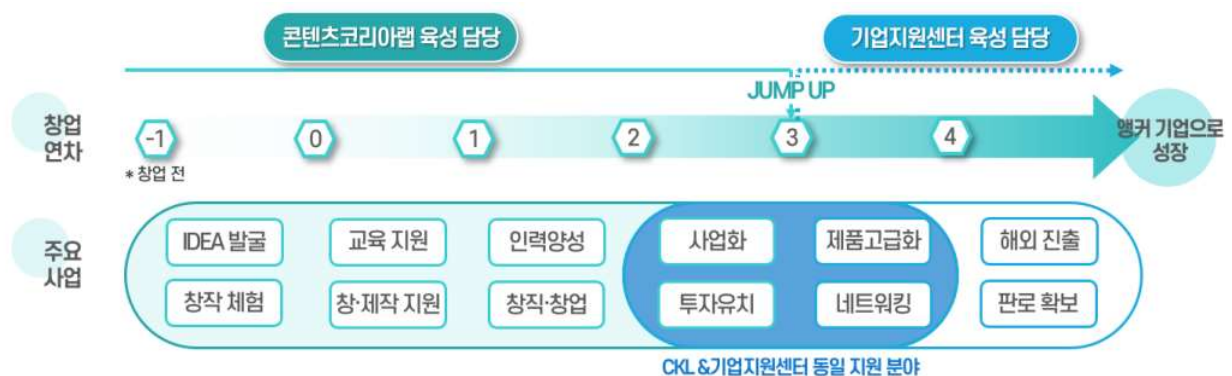 콘텐츠코리아랩 육성 담당
기업지원센터 육성 담당
JUMP UP
창업
연차
-1
0
1
2
3
4
앵커 기업으로
성장
* 창업 전
주요
사업
IDEA 발굴
교육 지원
인력양성
사업화
제품고급화
해외 진출
창작 체험
창·제작 지원
창직·창업
투자유치
네트워킹
판로 확보
CKL &기업지원센터 동일 지원 분야